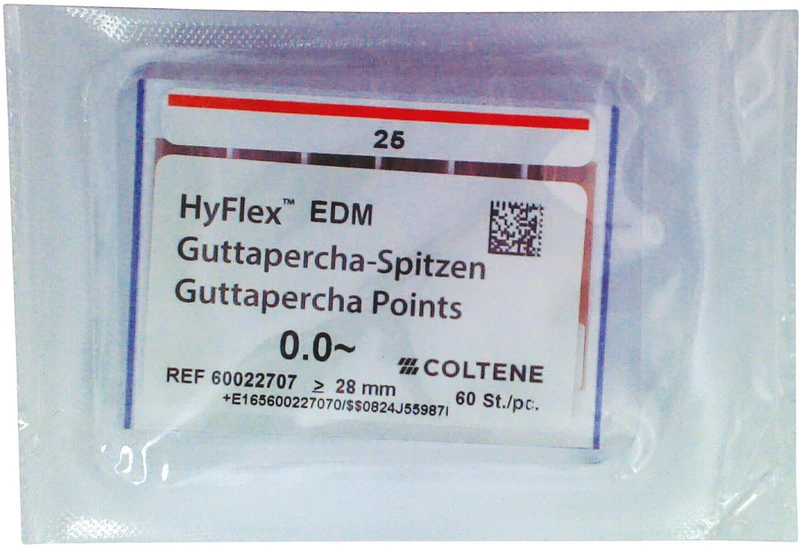 25
HyFlex™ EDM
Guttapercha-Spitzen
Guttapercha Points
0.0~
COLTENE
REF 60022707 ≥ 28 mm 60 St./pc.
+E165600227070/$$0824J55987I